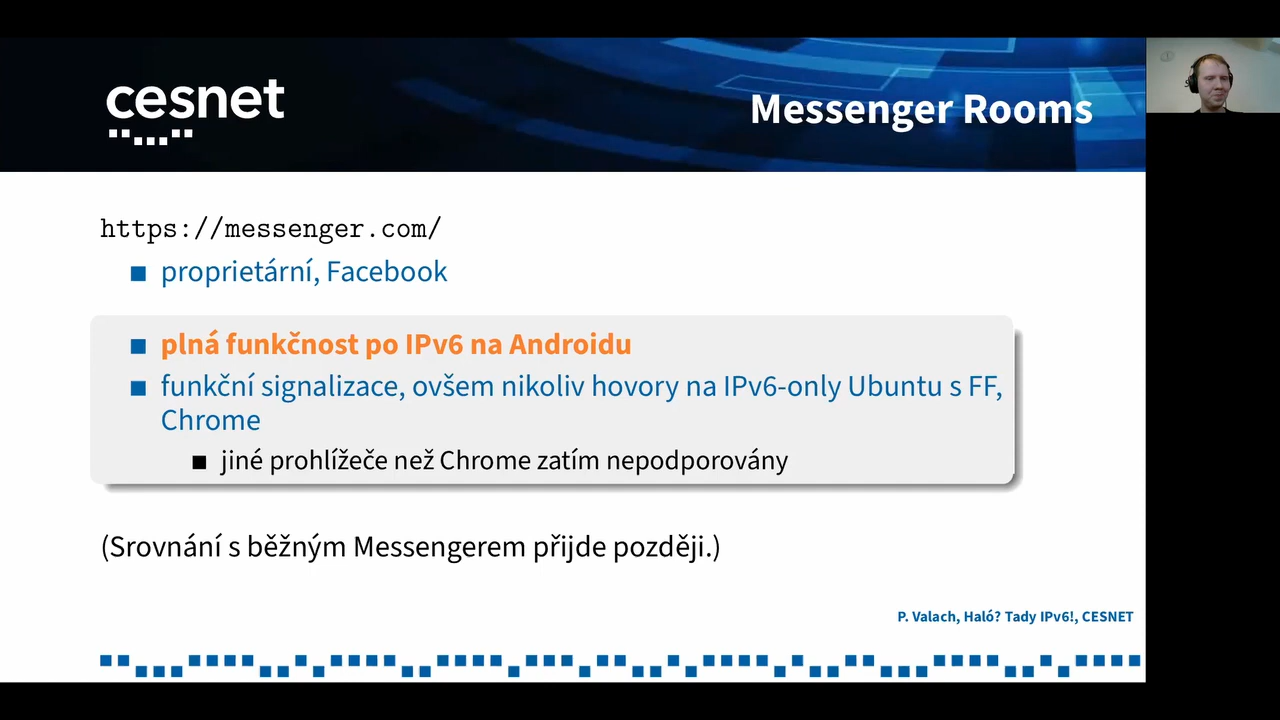 cesnet
Messenger Rooms
https://messenger.com/
proprietární, Facebook
plná funkčnost po IPv6 na Androidu
funkční signalizace, ovšem nikoliv hovory na IPv6-only Ubuntu s FF,
Chrome
jiné prohlížeče než Chrome zatím nepodporovány
(Srovnání s běžným Messengerem přijde později.)
P. Valach, Haló? Tady IPv6!, CESNET